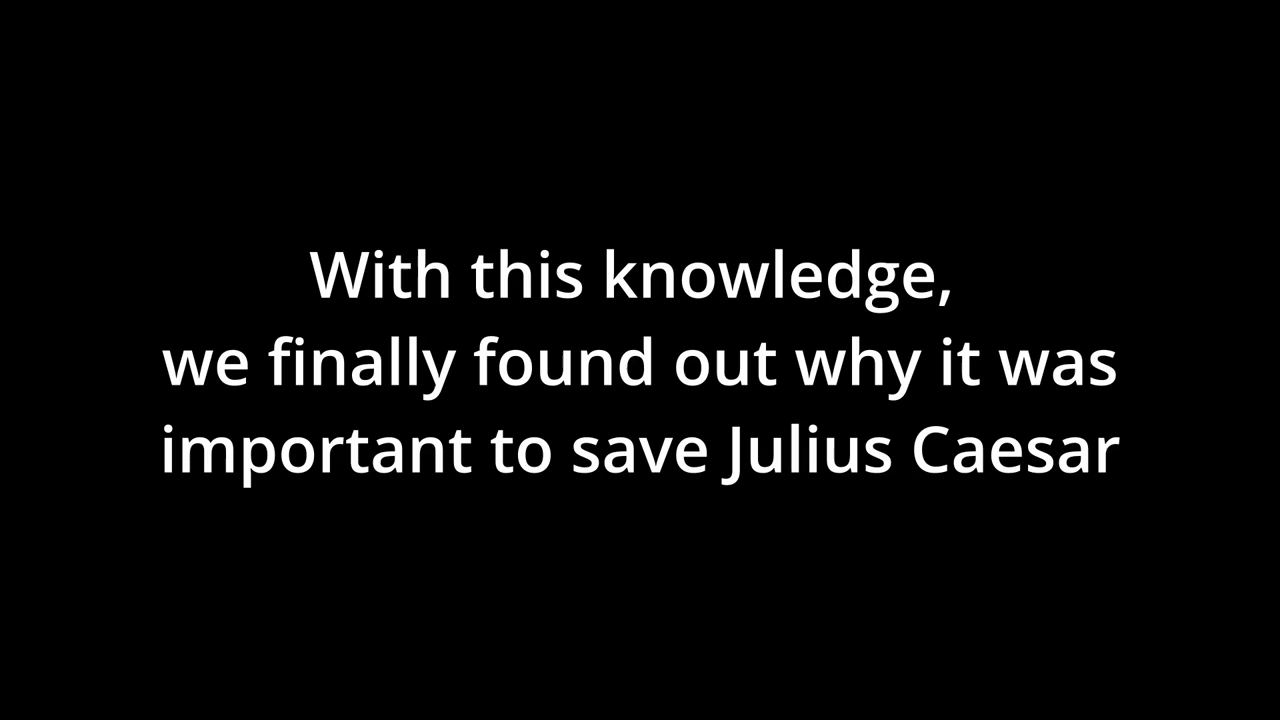 With this knowledge,
we finally found out why it was
important to save Julius Caesar